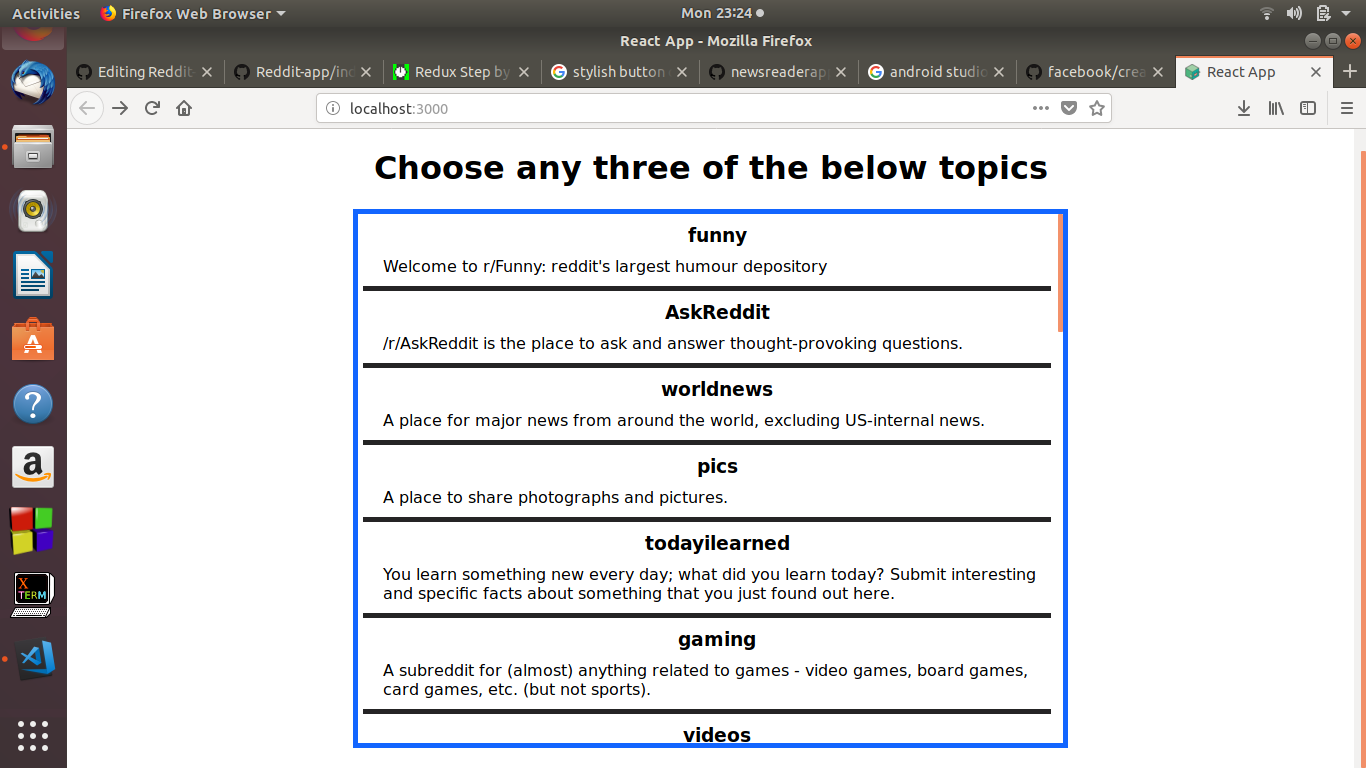 Activities
Firefox Web Browser
Mon 23:24
React App - Mozilla Firefox
Editing Reddit-
Reddit-app/ind
Redux Step by
stylish button
newsreaderap
android studio
facebook/crea
React App
localhost:3000
Choose any three of the below topics
funny
Welcome to r/Funny: reddit's largest humour depository
AskReddit
/r/AskReddit is the place to ask and answer thought-provoking questions.
worldnews
A place for major news from around the world, excluding US-internal news.
pics
A place to share photographs and pictures.
todayilearned
You learn something new every day; what did you learn today? Submit interesting
and specific facts about something that you just found out here.
gaming
A subreddit for (almost) anything related to games - video games, board games,
card games, etc. (but not sports).
videos
A
?
a
X
TERM